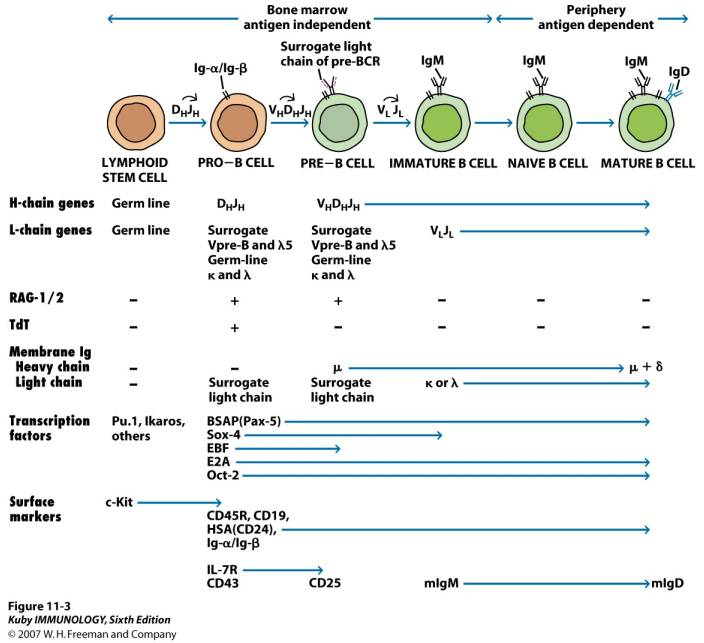 Bone marrow
antigen independent
Periphery
antigen dependent
Surrogate light
chain of pre-BCR
Ig-α/Ig-β
IgM
IgM
IgM
IgD
DHJH
VHDHJH
VL JL
LYMPHOID
STEM CELL
PRO–B CELL
PRE–B CELL
IMMATURE B CELL
NAIVE B CELL
MATURE B CELL
H-chain genes Germ line DHJH VHDHJH
L-chain genes Germ line Surrogate Surrogate VLJL
Vpre-B and λ5 Vpre-B and λ5
Germ-line Germ-line
κ and λ κ and λ
RAG-1/2 – + + – – –
TdT – + – – – –
Membrane Ig
Heavy chain – – μ μ + δ
Light chain – Surrogate Surrogate κ or λ
light chain light chain
Transcription Pu.1, Ikaros, BSAP(Pax-5)
factors others Sox-4
EBF
E2A
Oct-2
Surface c-Kit
markers CD45R, CD19,
HSA(CD24),
Ig-α/Ig-β
IL-7R
CD43 CD25 mIgM mIgD
Figure 11-3
Kuby IMMUNOLOGY, Sixth Edition
© 2007 W. H. Freeman and Company